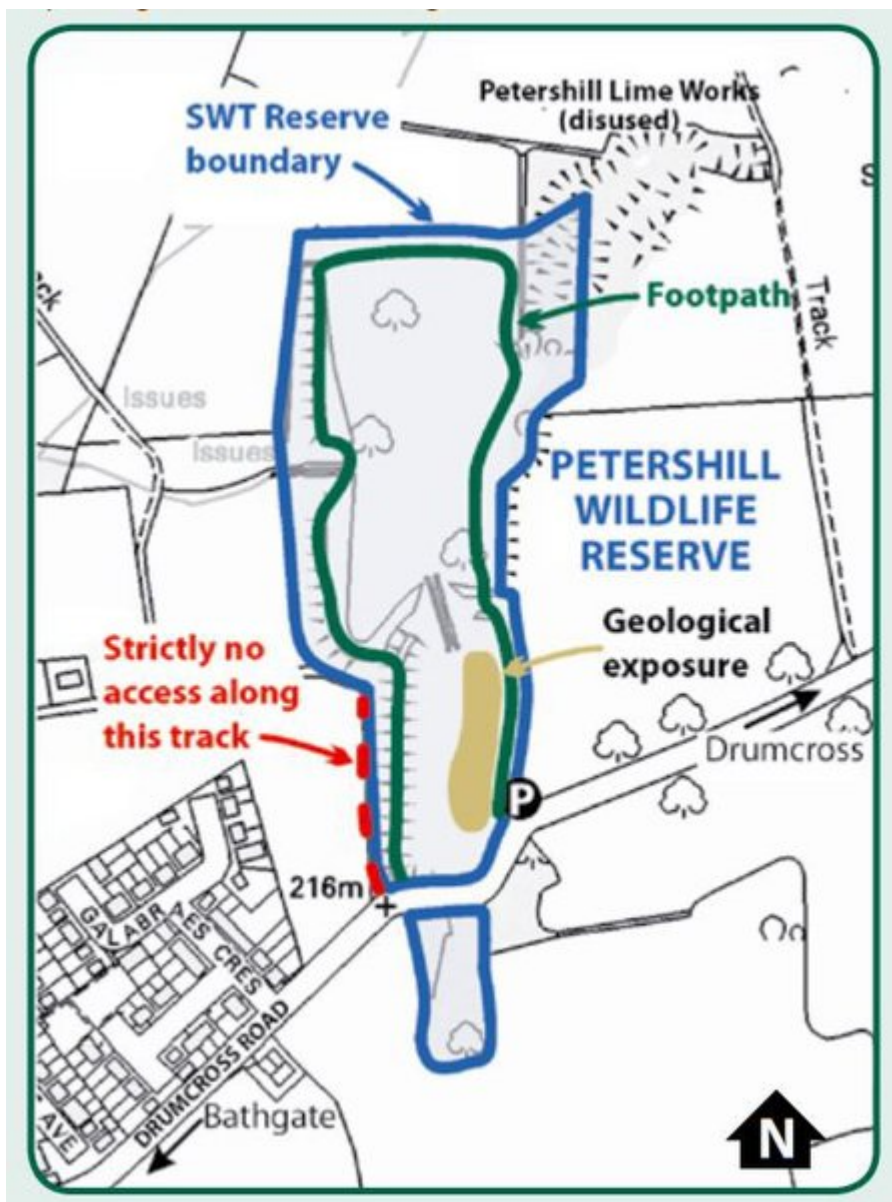 Petershill Lime Works
(disused)
SWT Reserve
boundary
Footpath
Track
ck
S
Issues
Issues
PETERSHILL
WILDLIFE
RESERVE
Geological
exposure
Strictly no
access along
this track
Drumcross
P
216m
GALABRAES CRES
DRUMCROSS ROAD
AVE
Bathgate
N